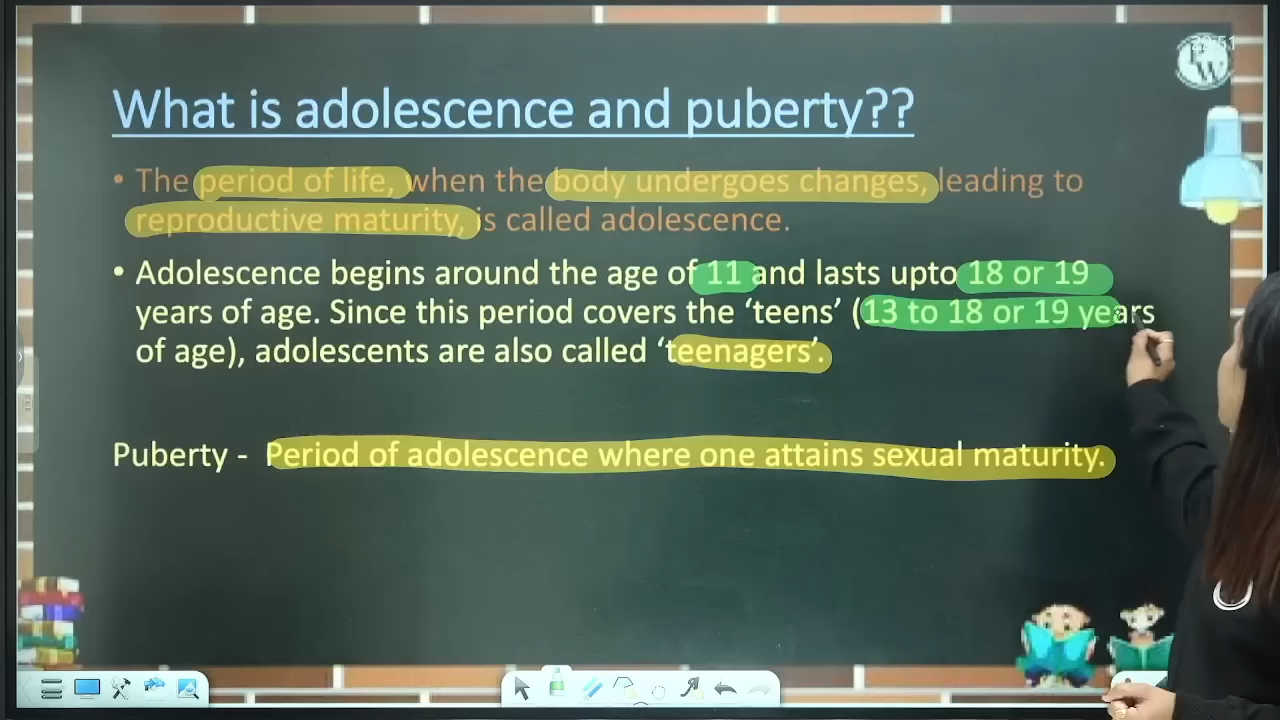 22:51
PW
What is adolescence and puberty??
• The period of life, when the body undergoes changes, leading to
reproductive maturity, is called adolescence.
• Adolescence begins around the age of 11 and lasts upto 18 or 19
years of age. Since this period covers the ‘teens’ (13 to 18 or 19 years
of age), adolescents are also called ‘teenagers’.
Puberty - Period of adolescence where one attains sexual maturity.